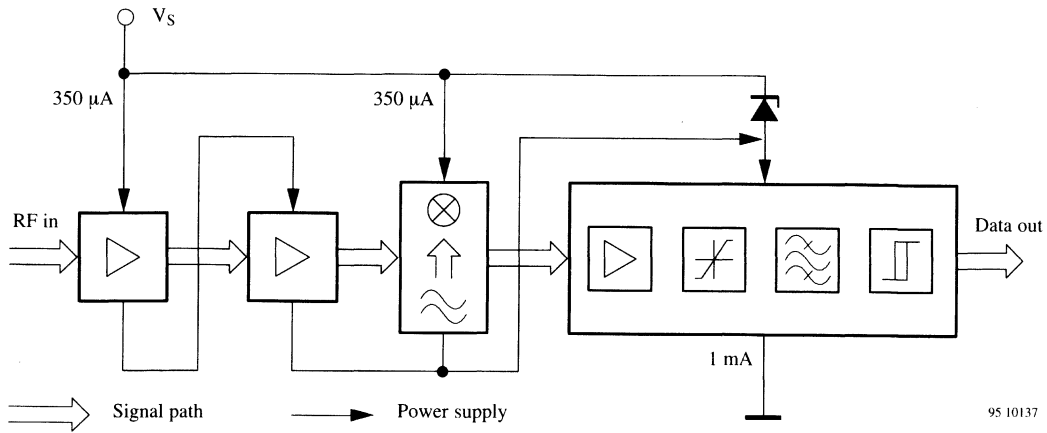 V_S
350 µA
350 µA
RF in
Data out
1 mA
Signal path
Power supply
95 10137